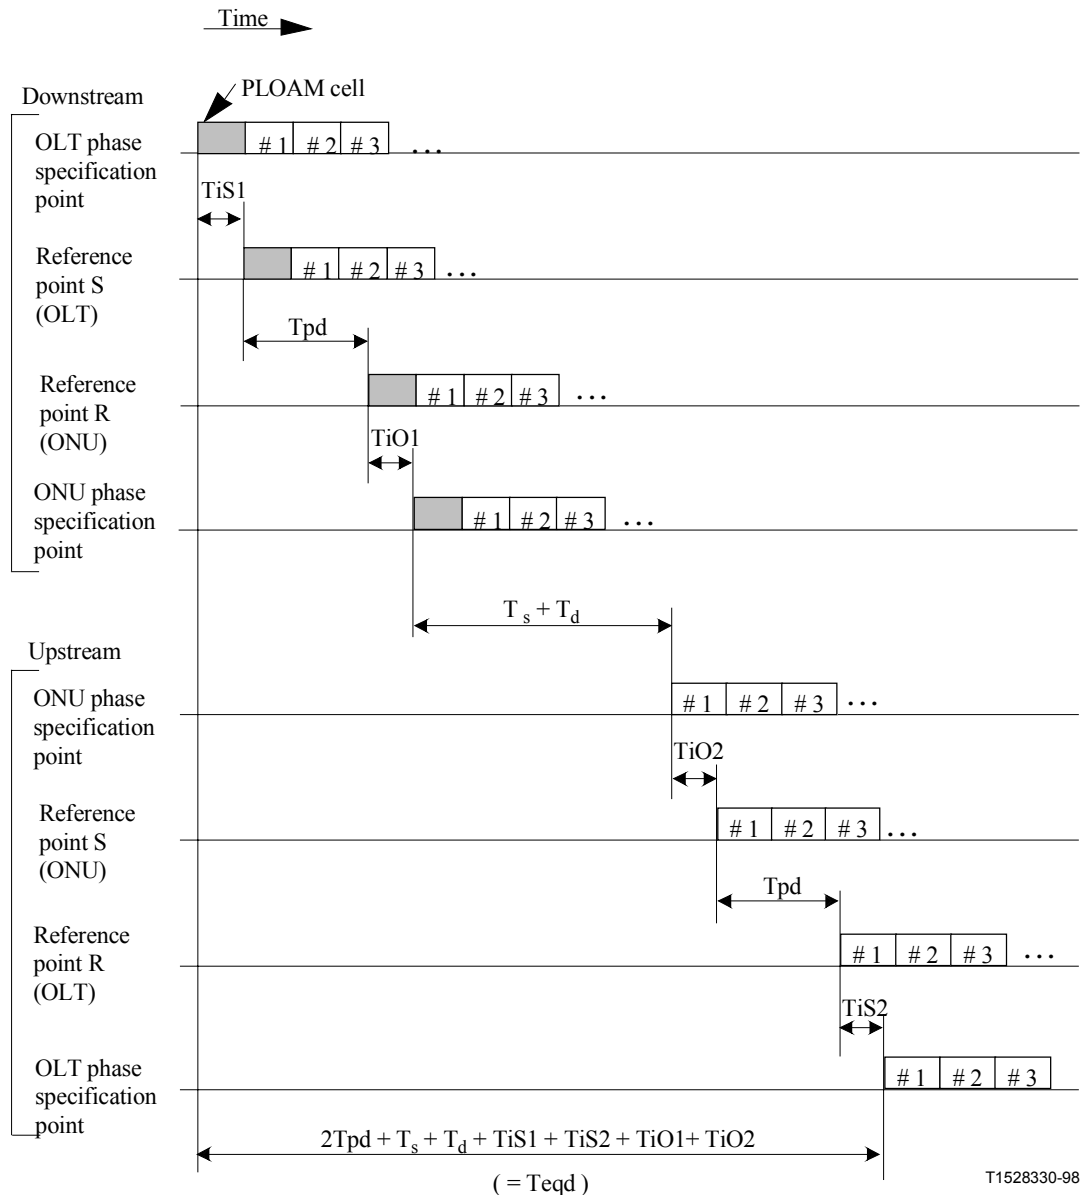 Time
PLOAM cell
Downstream
OLT phase
specification
point
# 1 # 2 # 3 ...
TiS1
Reference
point S
(OLT)
# 1 # 2 # 3 ...
Tpd
Reference
point R
(ONU)
# 1 # 2 # 3 ...
TiO1
ONU phase
specification
point
# 1 # 2 # 3 ...
T s + T d
Upstream
ONU phase
specification
point
# 1 # 2 # 3 ...
TiO2
Reference
point S
(ONU)
# 1 # 2 # 3 ...
Tpd
Reference
point R
(OLT)
# 1 # 2 # 3 ...
TiS2
OLT phase
specification
point
# 1 # 2 # 3
2Tpd + Ts + Td + TiS1 + TiS2 + TiO1+ TiO2
( = Teqd )
T1528330-98